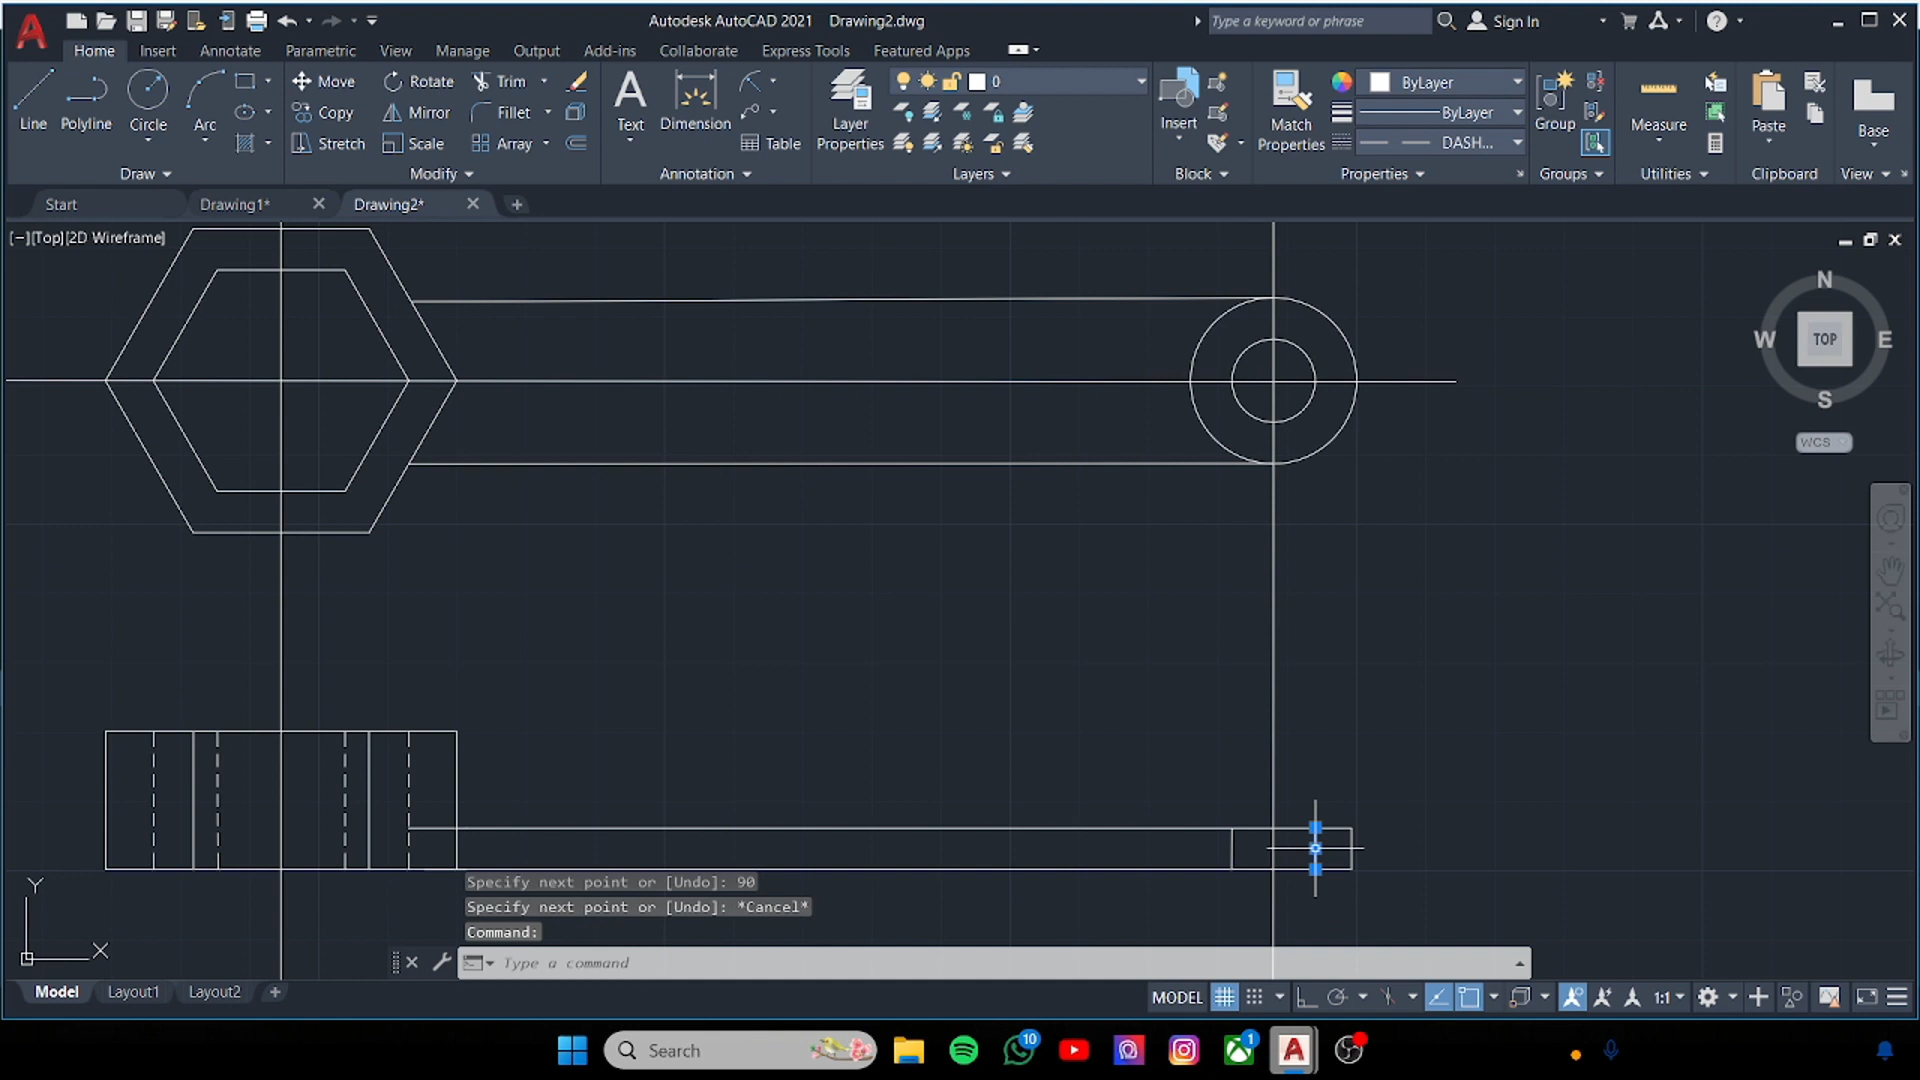 Autodesk AutoCAD 2021 Drawing2.dwg
Type a keyword or phrase
Sign In
Home Insert Annotate Parametric View Manage Output Add-ins Collaborate Express Tools Featured Apps
Line Polyline Circle Arc
Move Rotate Trim
Copy Mirror Fillet
Stretch Scale Array
Text Dimension Table
Layer Properties
0
Insert
Match Properties
ByLayer
ByLayer
DASH...
Group
Measure
Paste
Base
Draw Modify Annotation Layers Block Properties Groups Utilities Clipboard View
Start Drawing1* Drawing2*
[−][Top][2D Wireframe]
N
W TOP E
S
WCS
Y
X
Specify next point or [Undo]: 90
Specify next point or [Undo]: *Cancel*
Command:
Type a command
Model Layout1 Layout2
MODEL 1:1
Search
10
1